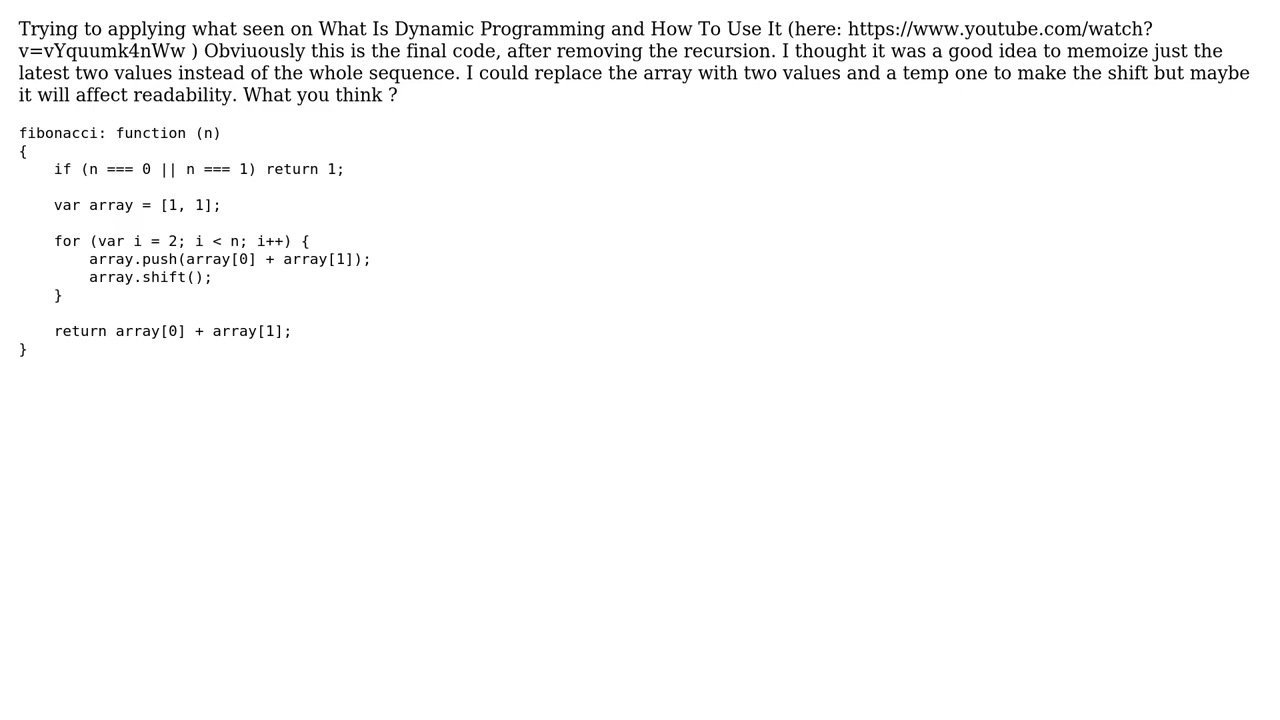 Trying to applying what seen on What Is Dynamic Programming and How To Use It (here: https://www.youtube.com/watch?
v=vYquumk4nWw ) Obviuously this is the final code, after removing the recursion. I thought it was a good idea to memoize just the
latest two values instead of the whole sequence. I could replace the array with two values and a temp one to make the shift but maybe
it will affect readability. What you think ?
fibonacci: function (n)
{
    if (n === 0 || n === 1) return 1;
    var array = [1, 1];
    for (var i = 2; i < n; i++) {
        array.push(array[0] + array[1]);
        array.shift();
    }
    return array[0] + array[1];
}